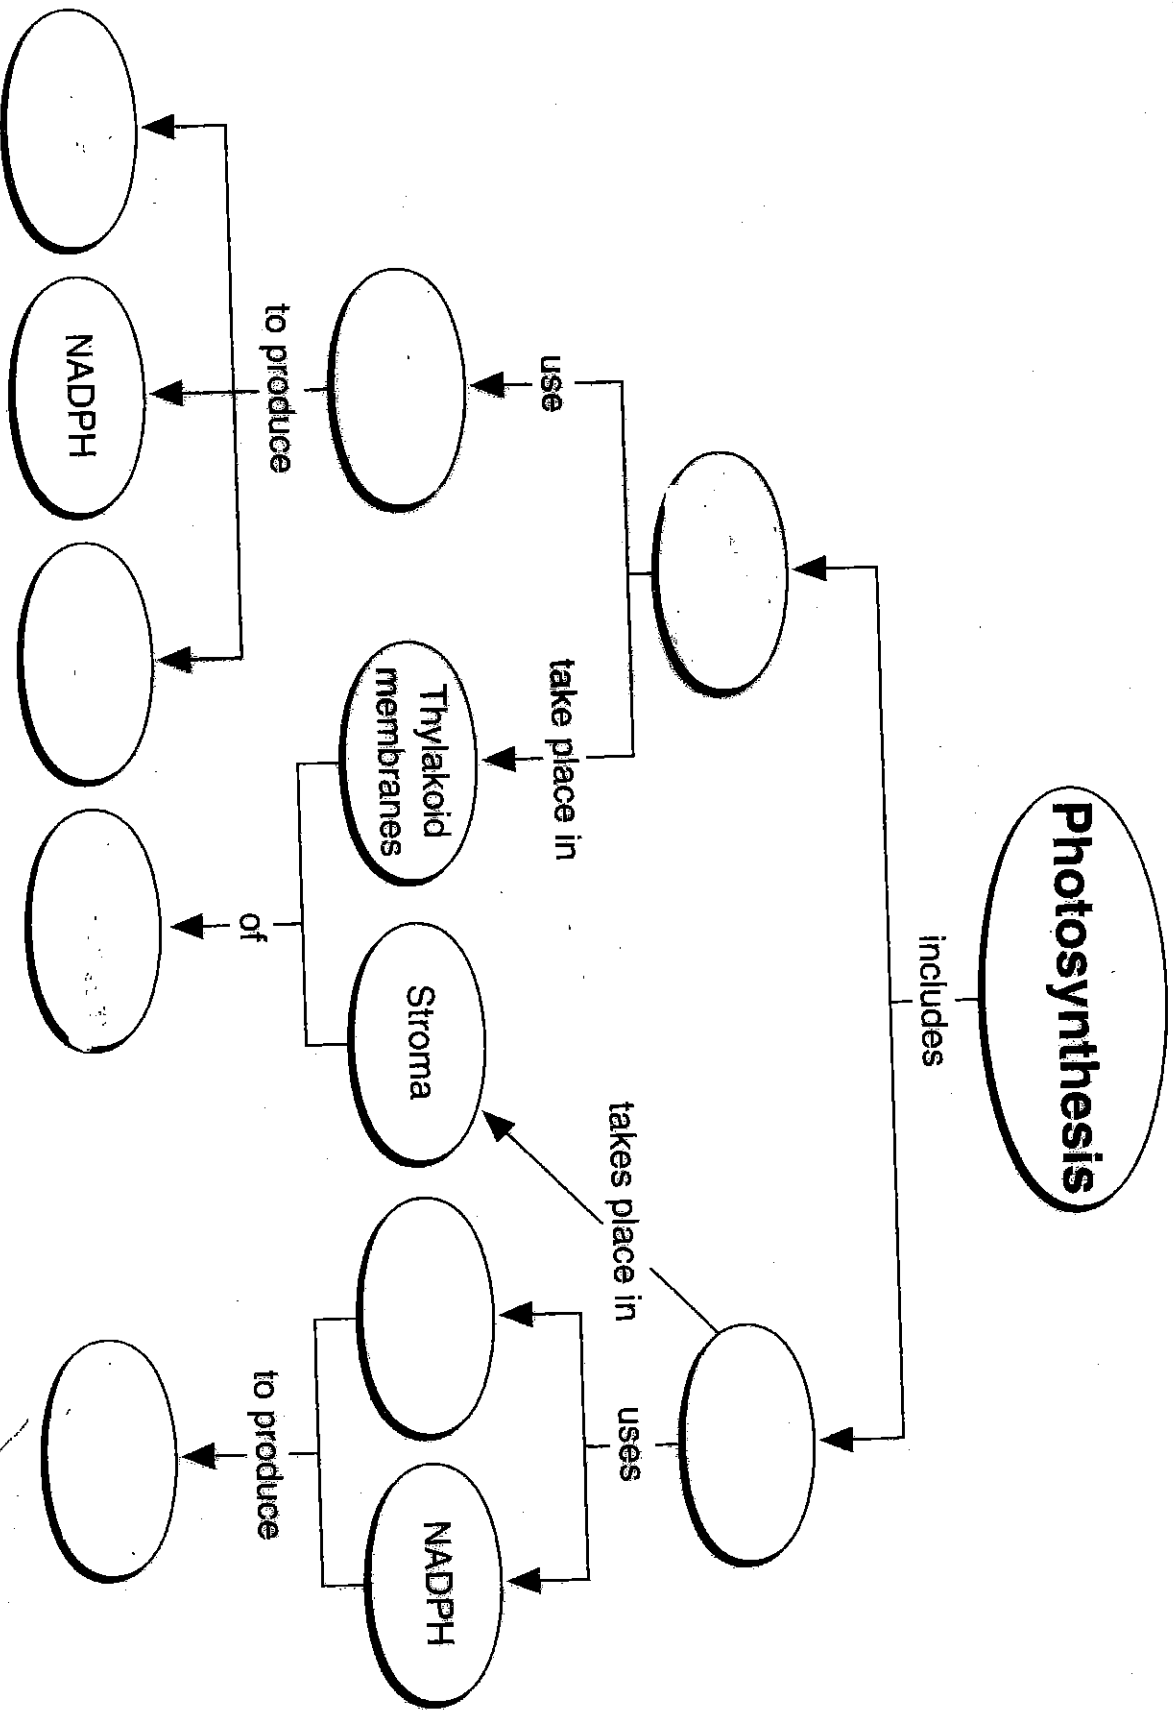 Photosynthesis
includes
use
take place in
takes place in
uses
Thylakoid
membranes
Stroma
NADPH
to produce
of
to produce
NADPH